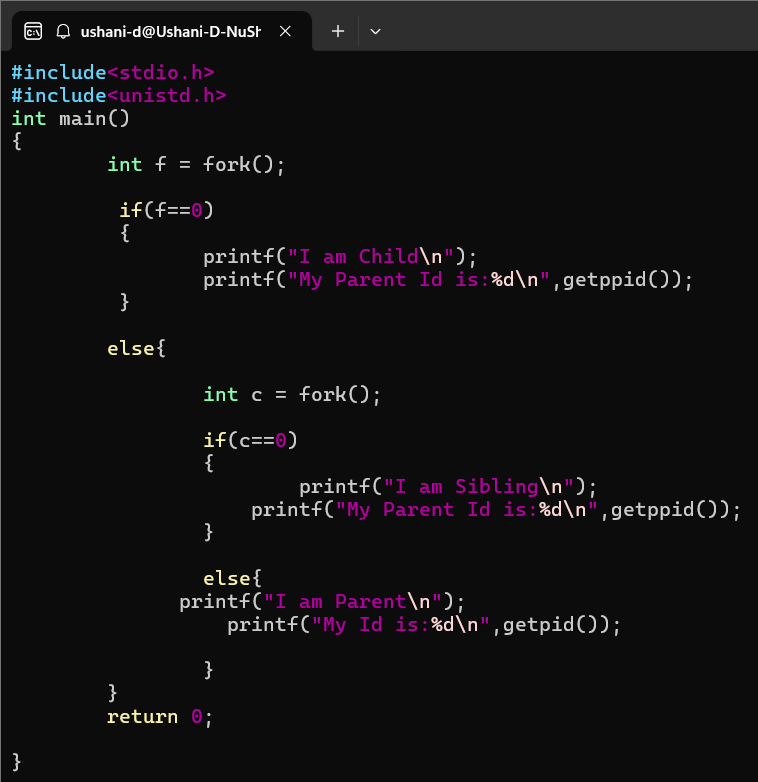 ushani-d@Ushani-D-NuSh
#include<stdio.h>
#include<unistd.h>
int main()
{
        int f = fork();

         if(f==0)
         {
                printf("I am Child\n");
                printf("My Parent Id is:%d\n",getppid());
         }

        else{

                int c = fork();

                if(c==0)
                {
                        printf("I am Sibling\n");
                    printf("My Parent Id is:%d\n",getppid());
                }

                else{
              printf("I am Parent\n");
                  printf("My Id is:%d\n",getpid());

                }
        }
        return 0;

}